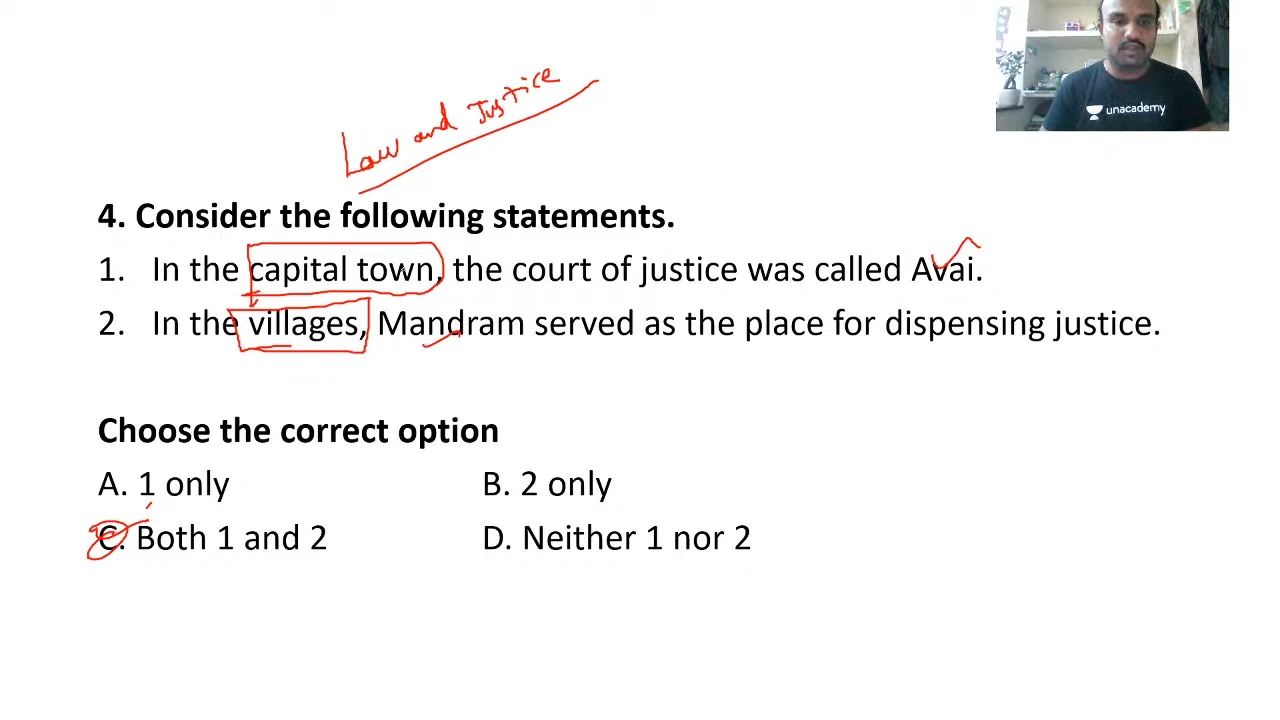 unacademy
Law and Justice
4. Consider the following statements.
1. In the capital town, the court of justice was called Avai.
2. In the villages, Mandram served as the place for dispensing justice.
Choose the correct option
A. 1 only B. 2 only
C. Both 1 and 2 D. Neither 1 nor 2